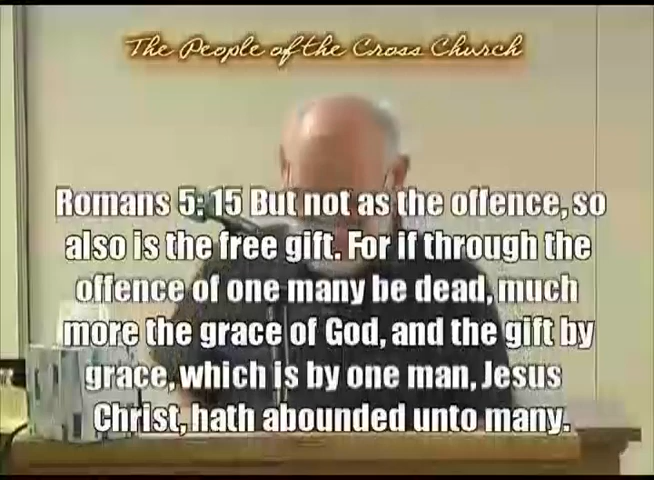 The People of the Cross Church
Romans 5: 15 But not as the offence, so
also is the free gift. For if through the
offence of one many be dead, much
more the grace of God, and the gift by
grace, which is by one man, Jesus
Christ, hath abounded unto many.